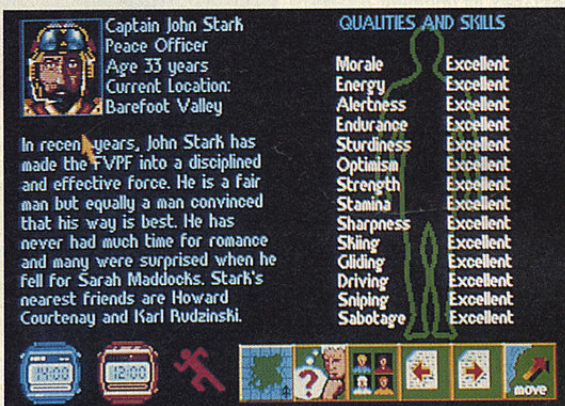 Captain John Stark
Peace Officer
Age 33 years
Current Location:
Barefoot Valley
In recen years, John Stark has
made the FVPF into a disciplined
and effective force. He is a fair
man but equally a man convinced
that his way is best. He has
never had much time for romance
and many were surprised when he
fell for Sarah Maddocks. Stark's
nearest friends are Howard
Courtenay and Karl Rudzinski.
QUALITIES AND SKILLS
Morale Excellent
Energy Excellent
Alertness Excellent
Endurance Excellent
Sturdiness Excellent
Optimism Excellent
Strength Excellent
Stamina Excellent
Sharpness Excellent
Skiing Excellent
Gliding Excellent
Driving Excellent
Sniping Excellent
Sabotage Excellent
14:00
12:00
?
move